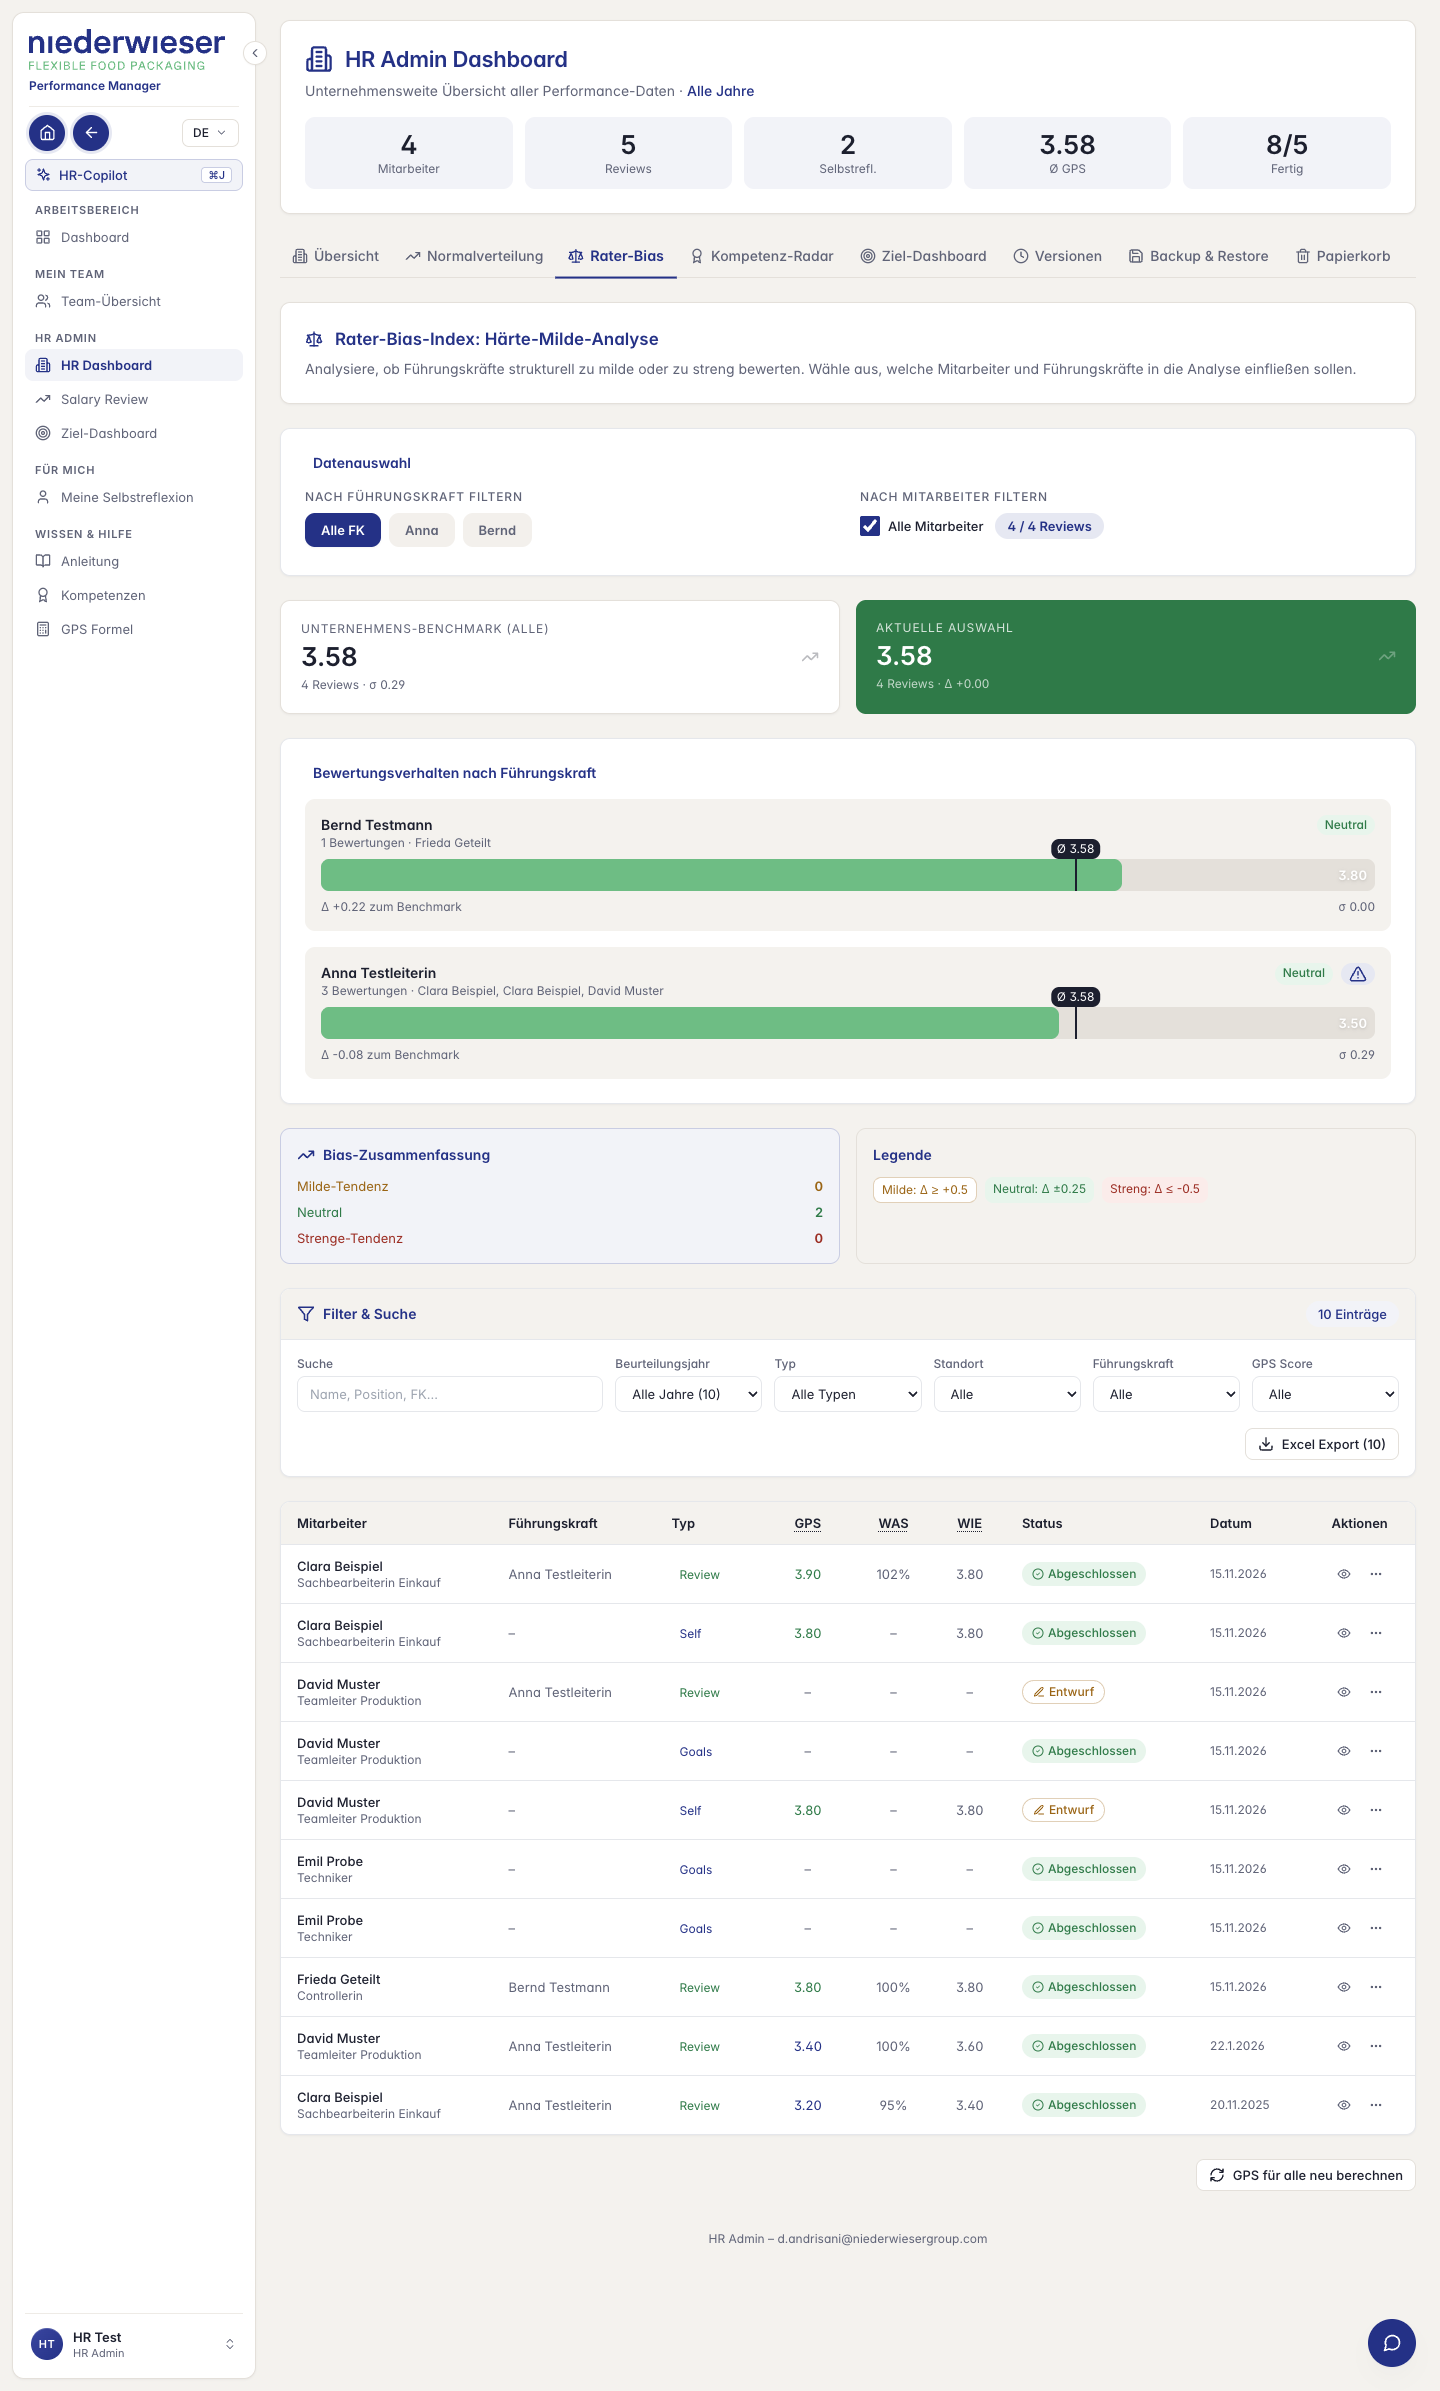 niederwieser
FLEXIBLE FOOD PACKAGING
Performance Manager
DE
HR-Copilot ⌘J
ARBEITSBEREICH
Dashboard
MEIN TEAM
Team-Übersicht
HR ADMIN
HR Dashboard
Salary Review
Ziel-Dashboard
FÜR MICH
Meine Selbstreflexion
WISSEN & HILFE
Anleitung
Kompetenzen
GPS Formel
HT
HR Test
HR Admin
HR Admin Dashboard
Unternehmensweite Übersicht aller Performance-Daten · Alle Jahre
4
Mitarbeiter
5
Reviews
2
Selbstrefl.
3.58
Ø GPS
8/5
Fertig
Übersicht Normalverteilung Rater-Bias Kompetenz-Radar Ziel-Dashboard Versionen Backup & Restore Papierkorb
Rater-Bias-Index: Härte-Milde-Analyse
Analysiere, ob Führungskräfte strukturell zu milde oder zu streng bewerten. Wähle aus, welche Mitarbeiter und Führungskräfte in die Analyse einfließen sollen.
Datenauswahl
NACH FÜHRUNGSKRAFT FILTERN
Alle FK Anna Bernd
NACH MITARBEITER FILTERN
Alle Mitarbeiter 4 / 4 Reviews
UNTERNEHMENS-BENCHMARK (ALLE)
3.58
4 Reviews · σ 0.29
AKTUELLE AUSWAHL
3.58
4 Reviews · Δ +0.00
Bewertungsverhalten nach Führungskraft
Bernd Testmann Neutral
1 Bewertungen · Frieda Geteilt
Ø 3.58
3.80
Δ +0.22 zum Benchmark σ 0.00
Anna Testleiterin Neutral
3 Bewertungen · Clara Beispiel, Clara Beispiel, David Muster
Ø 3.58
3.50
Δ -0.08 zum Benchmark σ 0.29
Bias-Zusammenfassung
Milde-Tendenz 0
Neutral 2
Strenge-Tendenz 0
Legende
Milde: Δ ≥ +0.5 Neutral: Δ ±0.25 Streng: Δ ≤ -0.5
Filter & Suche 10 Einträge
Suche Beurteilungsjahr Typ Standort Führungskraft GPS Score
Name, Position, FK... Alle Jahre (10) Alle Typen Alle Alle Alle
Excel Export (10)
Mitarbeiter Führungskraft Typ GPS WAS WIE Status Datum Aktionen
Clara Beispiel
Sachbearbeiterin Einkauf
Anna Testleiterin Review 3.90 102% 3.80 Abgeschlossen 15.11.2026
Clara Beispiel
Sachbearbeiterin Einkauf
– Self 3.80 – 3.80 Abgeschlossen 15.11.2026
David Muster
Teamleiter Produktion
Anna Testleiterin Review – – – Entwurf 15.11.2026
David Muster
Teamleiter Produktion
– Goals – – – Abgeschlossen 15.11.2026
David Muster
Teamleiter Produktion
– Self 3.80 – 3.80 Entwurf 15.11.2026
Emil Probe
Techniker
– Goals – – – Abgeschlossen 15.11.2026
Emil Probe
Techniker
– Goals – – – Abgeschlossen 15.11.2026
Frieda Geteilt
Controllerin
Bernd Testmann Review 3.80 100% 3.80 Abgeschlossen 15.11.2026
David Muster
Teamleiter Produktion
Anna Testleiterin Review 3.40 100% 3.60 Abgeschlossen 22.1.2026
Clara Beispiel
Sachbearbeiterin Einkauf
Anna Testleiterin Review 3.20 95% 3.40 Abgeschlossen 20.11.2025
GPS für alle neu berechnen
HR Admin – d.andrisani@niederwiesergroup.com